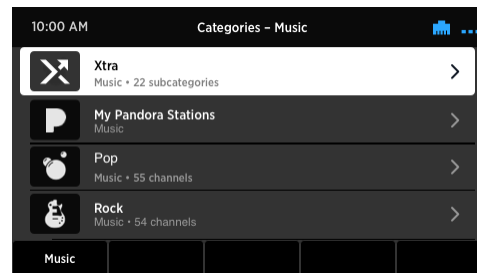 10:00 AM Categories – Music
Xtra
Music • 22 subcategories
My Pandora Stations
Music
Pop
Music • 55 channels
Rock
Music • 54 channels
Music